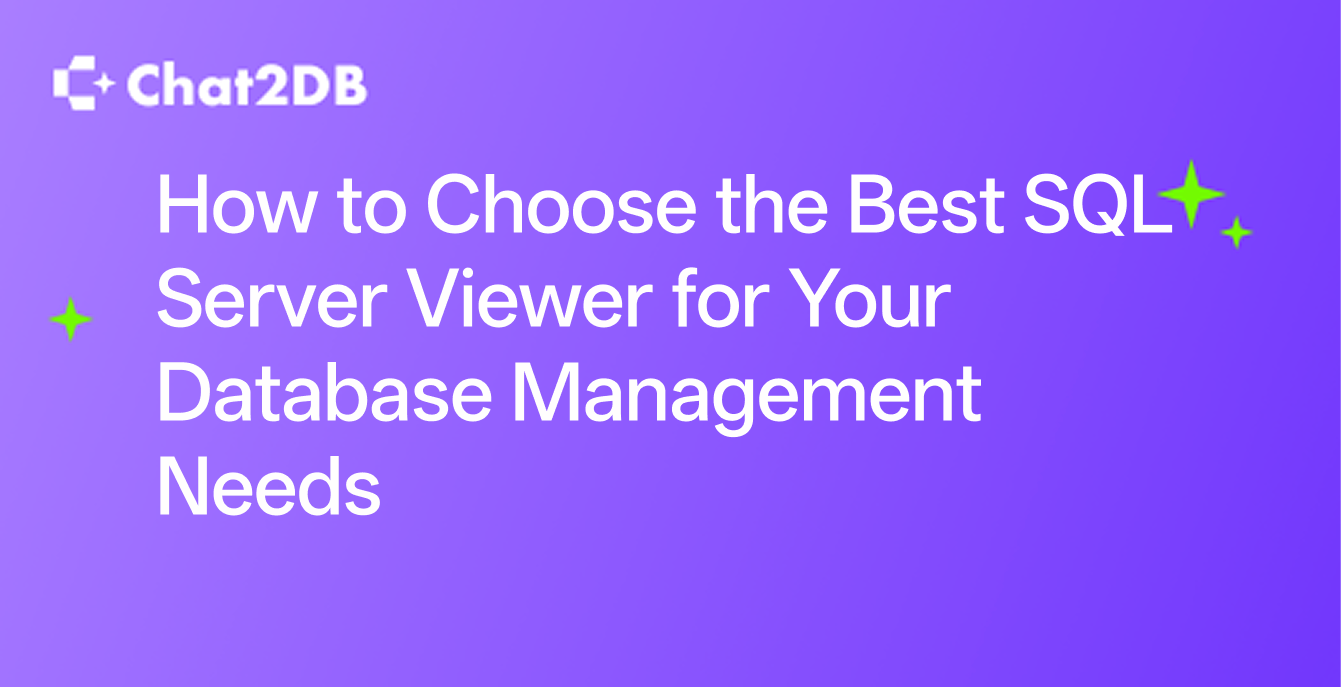 Chat2DB
How to Choose the Best SQL
Server Viewer for Your
Database Management
Needs